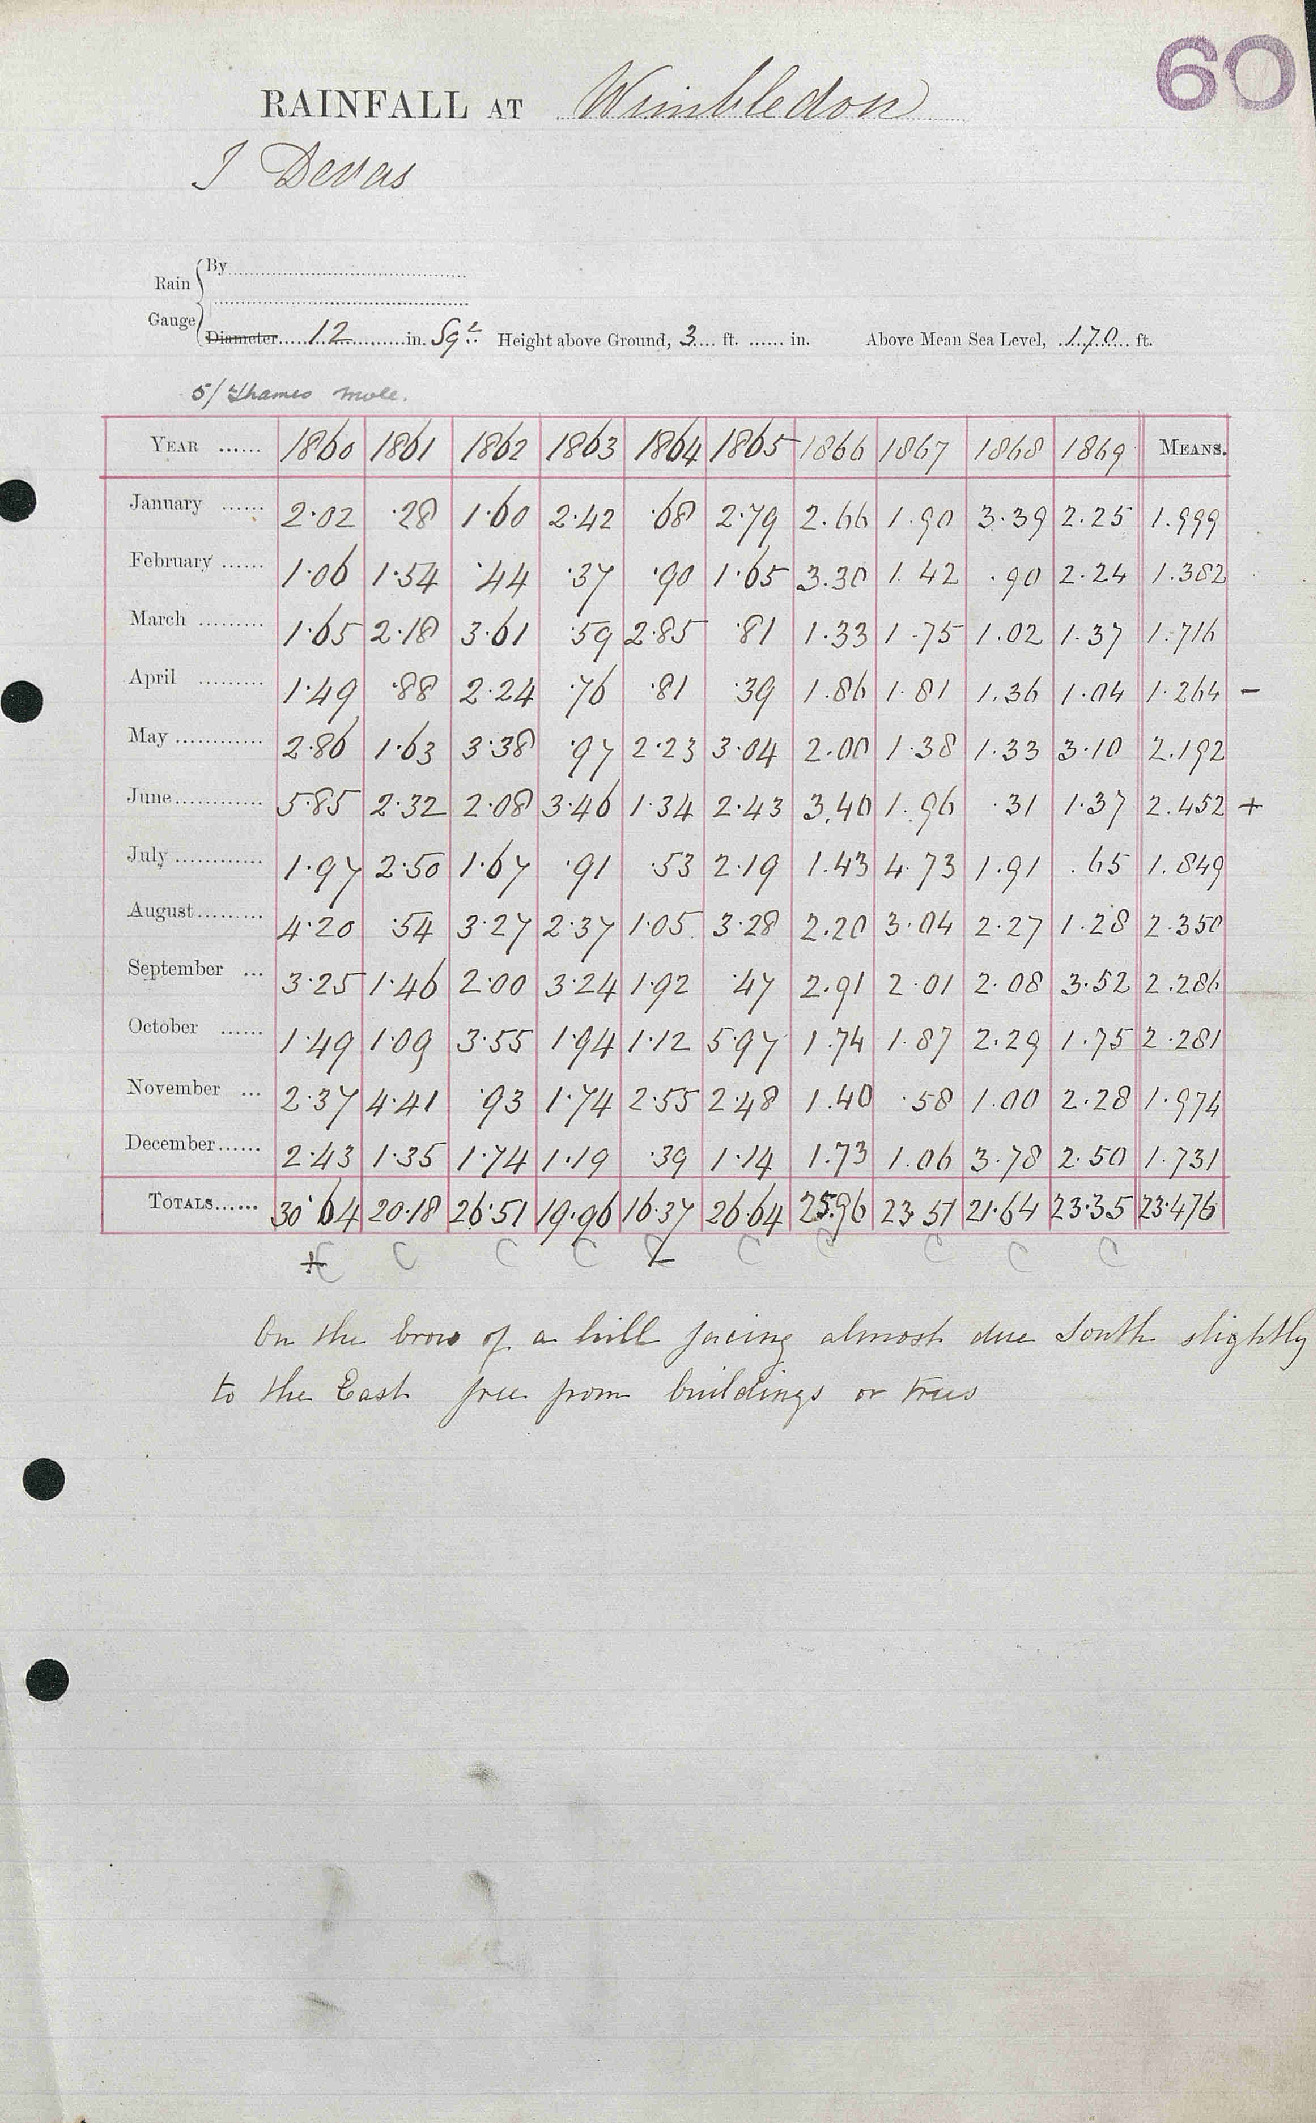 60
RAINFALL AT Wimbledon
J Devas
Rain Gauge
By
Diameter 12 in. Sqr Height above Ground, 3 ft. in. Above Mean Sea Level, 170 ft.
5/ Thames Mole.
YEAR 1860 1861 1862 1863 1864 1865 1866 1867 1868 1869 MEANS.
January 2.02 .28 1.60 2.42 .68 2.79 2.66 1.90 3.39 2.25 1.999
February 1.06 1.54 .44 .37 .90 1.65 3.30 1.42 .90 2.24 1.382
March 1.65 2.18 3.61 .59 2.85 .81 1.33 1.75 1.02 1.37 1.716
April 1.49 .88 2.24 .76 .81 .39 1.86 1.81 1.36 1.04 1.264 -
May 2.86 1.63 3.38 .97 2.23 3.04 2.00 1.38 1.33 3.10 2.192
June 5.85 2.32 2.08 3.46 1.34 2.43 3.40 1.96 .31 1.37 2.452 +
July 1.97 2.50 1.67 .91 .53 2.19 1.43 4.73 1.91 .65 1.849
August 4.20 .54 3.27 2.37 1.05 3.28 2.20 3.04 2.27 1.28 2.350
September 3.25 1.46 2.00 3.24 1.92 .47 2.91 2.01 2.08 3.52 2.286
October 1.49 1.09 3.55 1.94 1.12 5.97 1.74 1.87 2.29 1.75 2.281
November 2.37 4.41 .93 1.74 2.55 2.48 1.40 .58 1.00 2.28 1.974
December 2.43 1.35 1.74 1.19 .39 1.14 1.73 1.06 3.78 2.50 1.731
TOTALS 30.64 20.18 26.51 19.96 16.37 26.64 25.96 23.51 21.64 23.35 23.476
+ C C C C - C C C C C
On the brow of a hill facing almost due South slightly
to the East free from buildings or trees